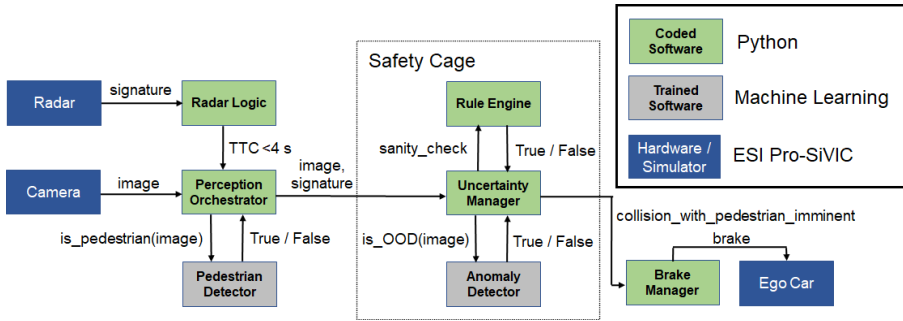 Radar
signature
Radar Logic
TTC <4 s
Camera
image
Perception
Orchestrator
image,
signature
is_pedestrian(image)
True / False
Pedestrian
Detector
Safety Cage
Rule Engine
sanity_check
True / False
Uncertainty
Manager
is_OOD(image)
True / False
Anomaly
Detector
collision_with_pedestrian_imminent
brake
Brake
Manager
Ego Car
Coded
Software
Python
Trained
Software
Machine Learning
Hardware /
Simulator
ESI Pro-SiVIC